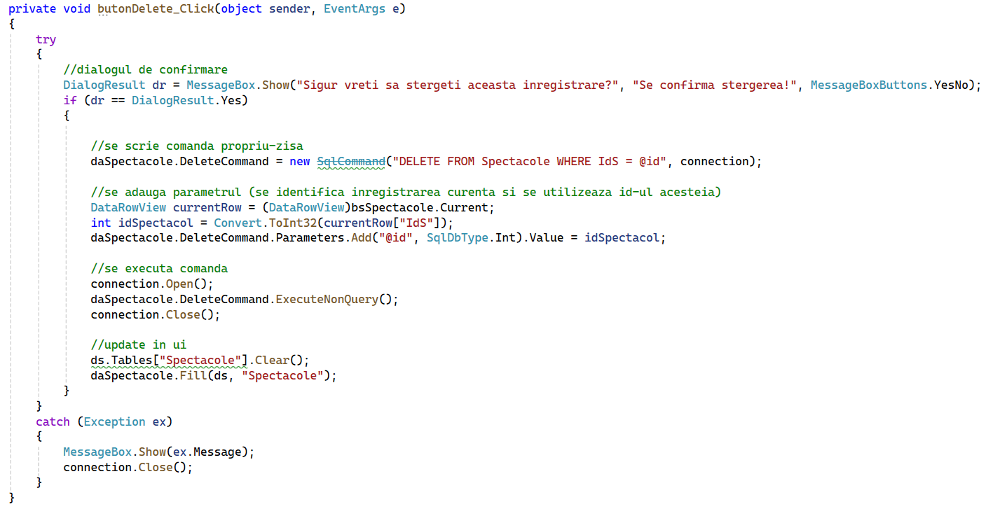 private void butonDelete_Click(object sender, EventArgs e)
{
try
{
//dialogul de confirmare
DialogResult dr = MessageBox.Show("Sigur vreti sa stergeti aceasta inregistrare?", "Se confirma stergerea!", MessageBoxButtons.YesNo);
if (dr == DialogResult.Yes)
{
//se scrie comanda propriu-zisa
daSpectacole.DeleteCommand = new SqlCommand("DELETE FROM Spectacole WHERE IdS = @id", connection);
//se adauga parametrul (se identifica inregistrarea curenta si se utilizeaza id-ul acesteia)
DataRowView currentRow = (DataRowView)bsSpectacole.Current;
int idSpectacol = Convert.ToInt32(currentRow["IdS"]);
daSpectacole.DeleteCommand.Parameters.Add("@id", SqlDbType.Int).Value = idSpectacol;
//se executa comanda
connection.Open();
daSpectacole.DeleteCommand.ExecuteNonQuery();
connection.Close();
//update in ui
ds.Tables["Spectacole"].Clear();
daSpectacole.Fill(ds, "Spectacole");
}
}
catch (Exception ex)
{
MessageBox.Show(ex.Message);
connection.Close();
}
}